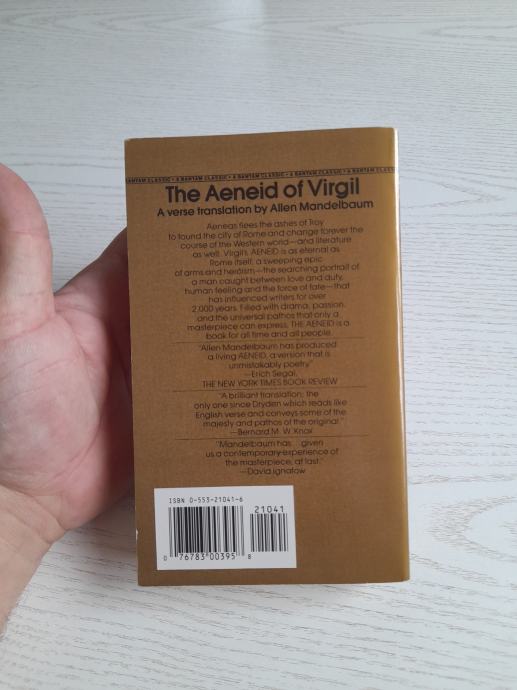 BANTAM CLASSIC • A BANTAM CLASSIC • A BANTAM CLASSIC • A BANTAM CLASSIC • A BANTAM CLASS
The Aeneid of Virgil
A verse translation by Allen Mandelbaum
Aeneas flees the ashes of Troy
to found the city of Rome and change forever the
course of the Western world—and literature
as well. Virgil's AENEID is as eternal as
Rome itself, a sweeping epic
of arms and heroism—the searching portrait of
a man caught between love and duty,
human feeling and the force of fate—that
has influenced writers for over
2,000 years. Filled with drama, passion,
and the universal pathos that only a
masterpiece can express, THE AENEID is a
book for all time and all people.
"Allen Mandelbaum has produced
a living AENEID, a version that is
unmistakably poetry."
—Erich Segal,
THE NEW YORK TIMES BOOK REVIEW
"A brilliant translation; the
only one since Dryden which reads like
English verse and conveys some of the
majesty and pathos of the original."
—Bernard M. W. Knox
"Mandelbaum has given
us a contemporary experience of
the masterpiece, at last."
—David Ignatow
ISBN 0-553-21041-6
21041
0 76783 00395 8